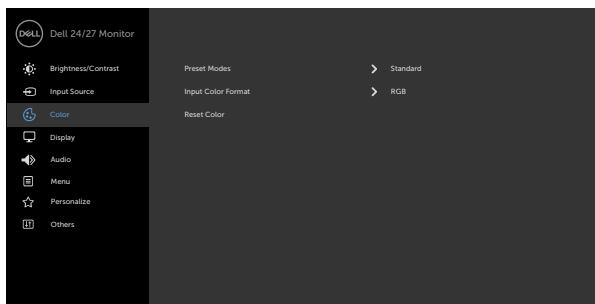 DELL Dell 24/27 Monitor
Brightness/Contrast Preset Modes Standard
Input Source Input Color Format RGB
Color Reset Color
Display
Audio
Menu
Personalize
Others